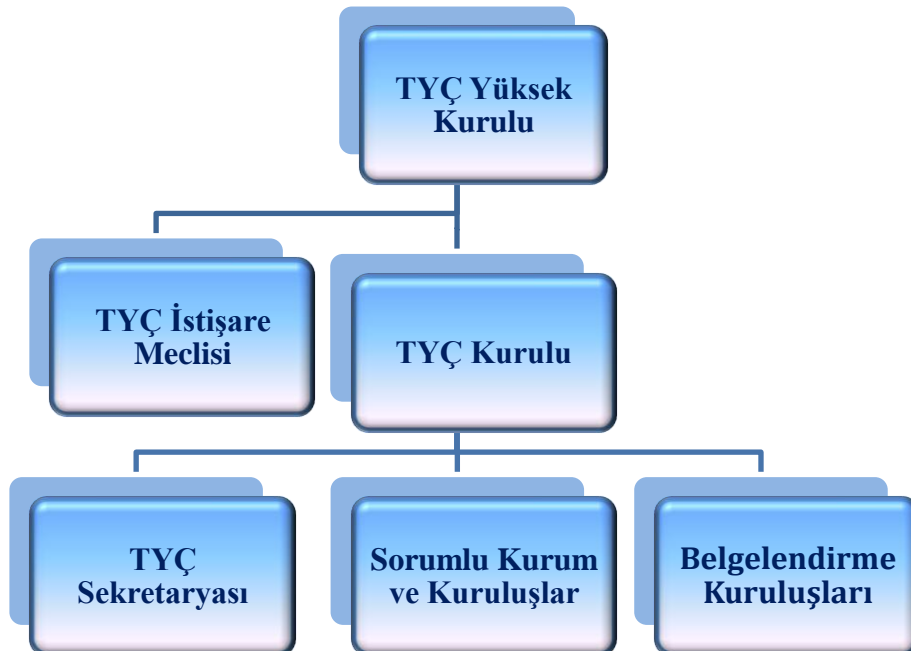 TYÇ Yüksek
Kurulu
TYÇ İstişare
Meclisi
TYÇ Kurulu
TYÇ
Sekretaryası
Sorumlu Kurum
ve Kuruluşlar
Belgelendirme
Kuruluşları